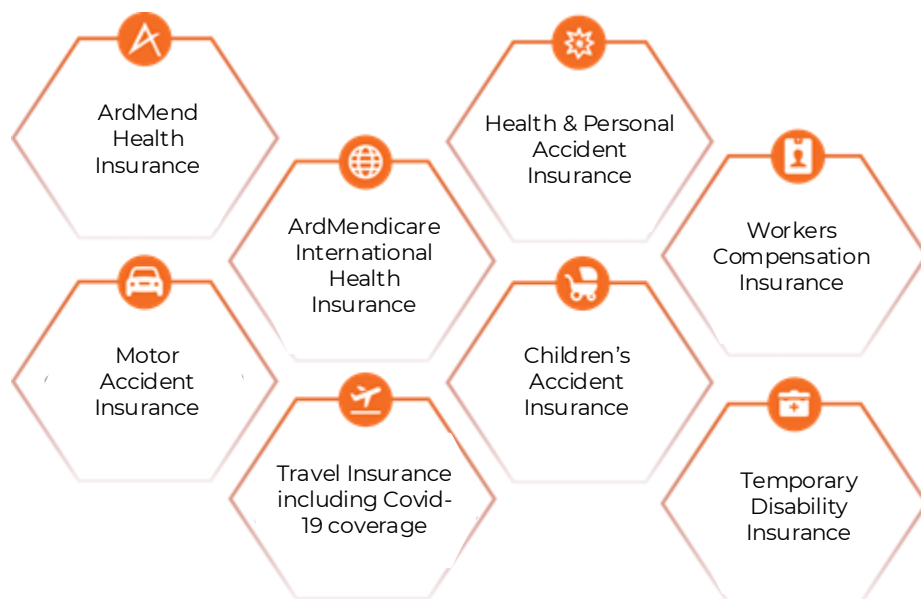 ArdMend
Health
Insurance
Health & Personal
Accident
Insurance
ArdMendicare
International
Health
Insurance
Workers
Compensation
Insurance
Motor
Accident
Insurance
Children's
Accident
Insurance
Travel Insurance
including Covid-
19 coverage
Temporary
Disability
Insurance